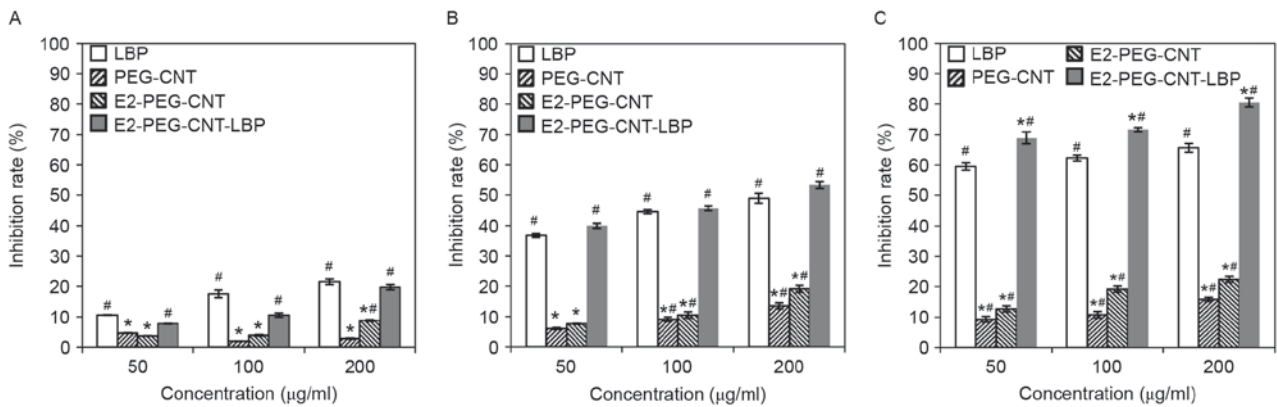 A
Inhibition rate (%)
100
90
80
70
60
50
40
30
20
10
0
LBP
PEG-CNT
E2-PEG-CNT
E2-PEG-CNT-LBP
# * * #
# * * #
# * *# #
50 100 200
Concentration (μg/ml)
B
Inhibition rate (%)
100
90
80
70
60
50
40
30
20
10
0
LBP
PEG-CNT
E2-PEG-CNT
E2-PEG-CNT-LBP
# * * #
# *# *# #
# *# *# #
50 100 200
Concentration (μg/ml)
C
Inhibition rate (%)
100
90
80
70
60
50
40
30
20
10
0
LBP E2-PEG-CNT
PEG-CNT E2-PEG-CNT-LBP
# *# *# *#
# *# *# *#
# *# *# *#
50 100 200
Concentration (μg/ml)